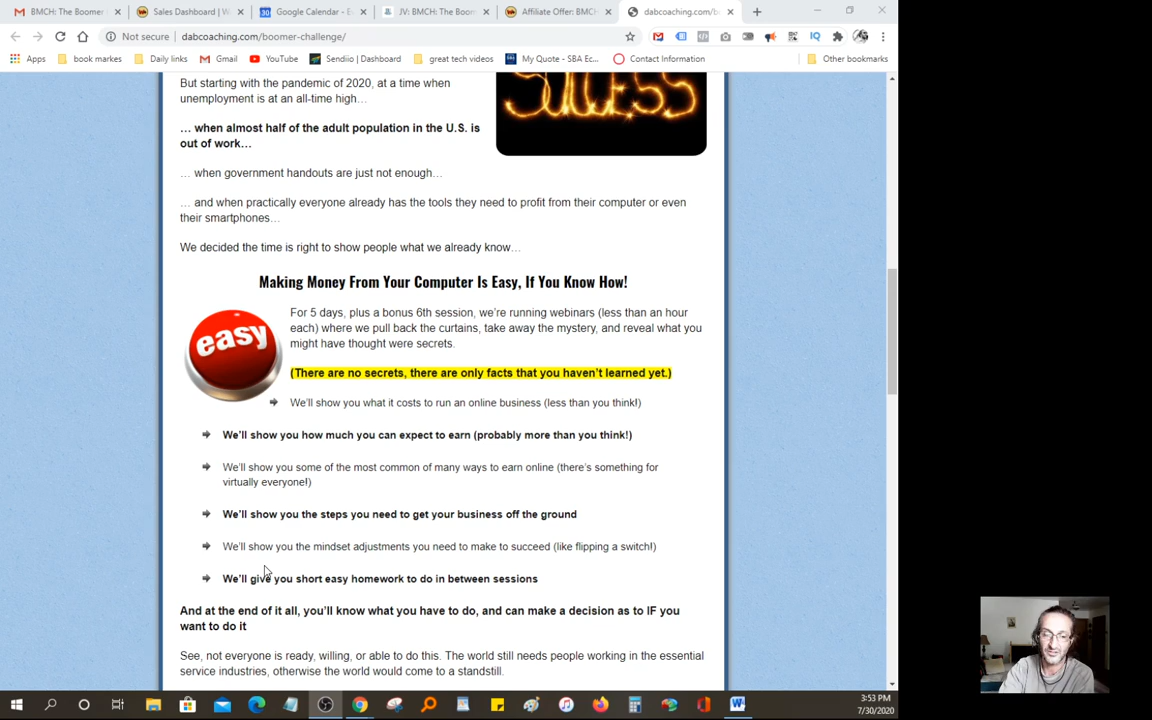 BMCH: The Boomer
Sales Dashboard | W
Google Calendar - E
JV: BMCH: The Boom
Affiliate Offer: BMCH:
dabcoaching.com/b
Not secure
dabcoaching.com/boomer-challenge/
Apps
book markes
Daily links
Gmail
YouTube
Sendiio | Dashboard
great tech videos
My Quote - SBA Ec...
Contact Information
Other bookmarks
But starting with the pandemic of 2020, at a time when
unemployment is at an all-time high…
SUCCESS
… when almost half of the adult population in the U.S. is
out of work…
… when government handouts are just not enough…
… and when practically everyone already has the tools they need to profit from their computer or even
their smartphones…
We decided the time is right to show people what we already know…
Making Money From Your Computer Is Easy, If You Know How!
easy
For 5 days, plus a bonus 6th session, we're running webinars (less than an hour
each) where we pull back the curtains, take away the mystery, and reveal what you
might have thought were secrets.
(There are no secrets, there are only facts that you haven't learned yet.)
We'll show you what it costs to run an online business (less than you think!)
We'll show you how much you can expect to earn (probably more than you think!)
We'll show you some of the most common of many ways to earn online (there's something for
virtually everyone!)
We'll show you the steps you need to get your business off the ground
We'll show you the mindset adjustments you need to make to succeed (like flipping a switch!)
We'll give you short easy homework to do in between sessions
And at the end of it all, you'll know what you have to do, and can make a decision as to IF you
want to do it
See, not everyone is ready, willing, or able to do this. The world still needs people working in the essential
service industries, otherwise the world would come to a standstill.
3:53 PM
7/30/2020